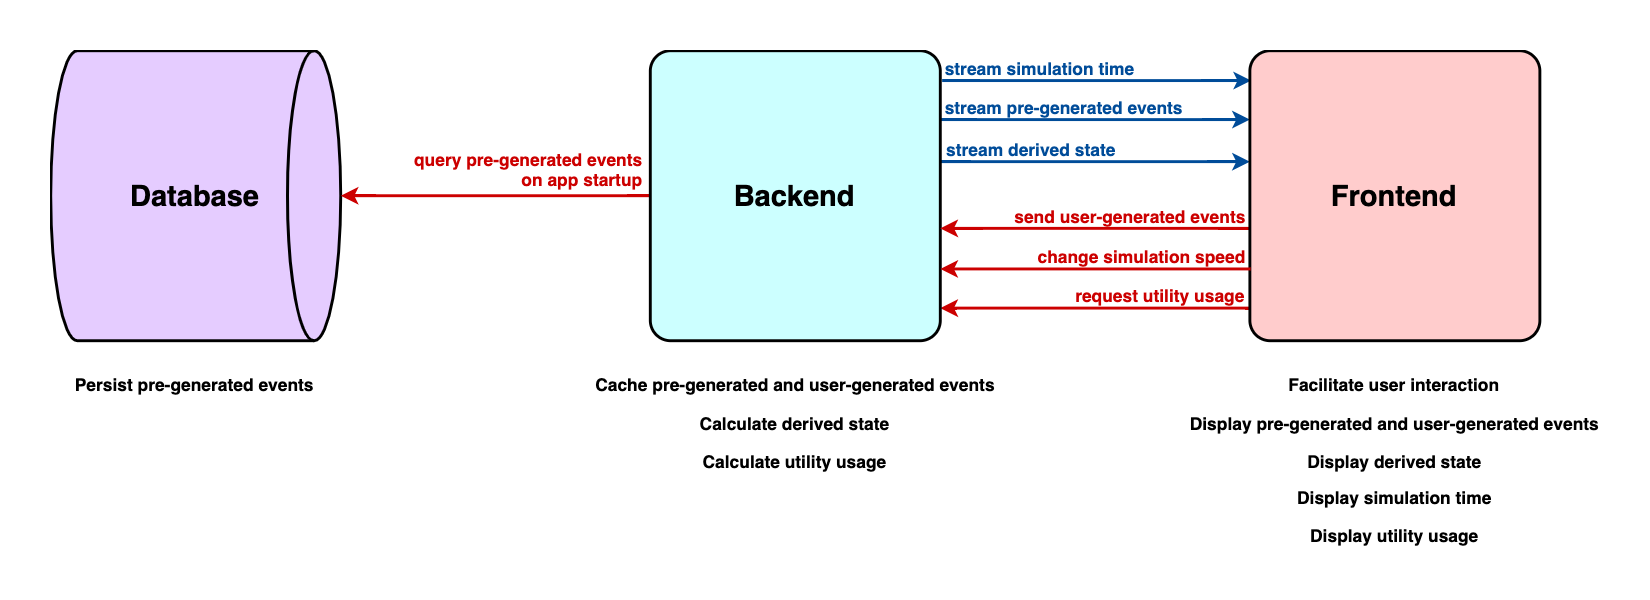 Database
query pre-generated events
on app startup
Backend
stream simulation time
stream pre-generated events
stream derived state
send user-generated events
change simulation speed
request utility usage
Frontend
Persist pre-generated events
Cache pre-generated and user-generated events
Calculate derived state
Calculate utility usage
Facilitate user interaction
Display pre-generated and user-generated events
Display derived state
Display simulation time
Display utility usage